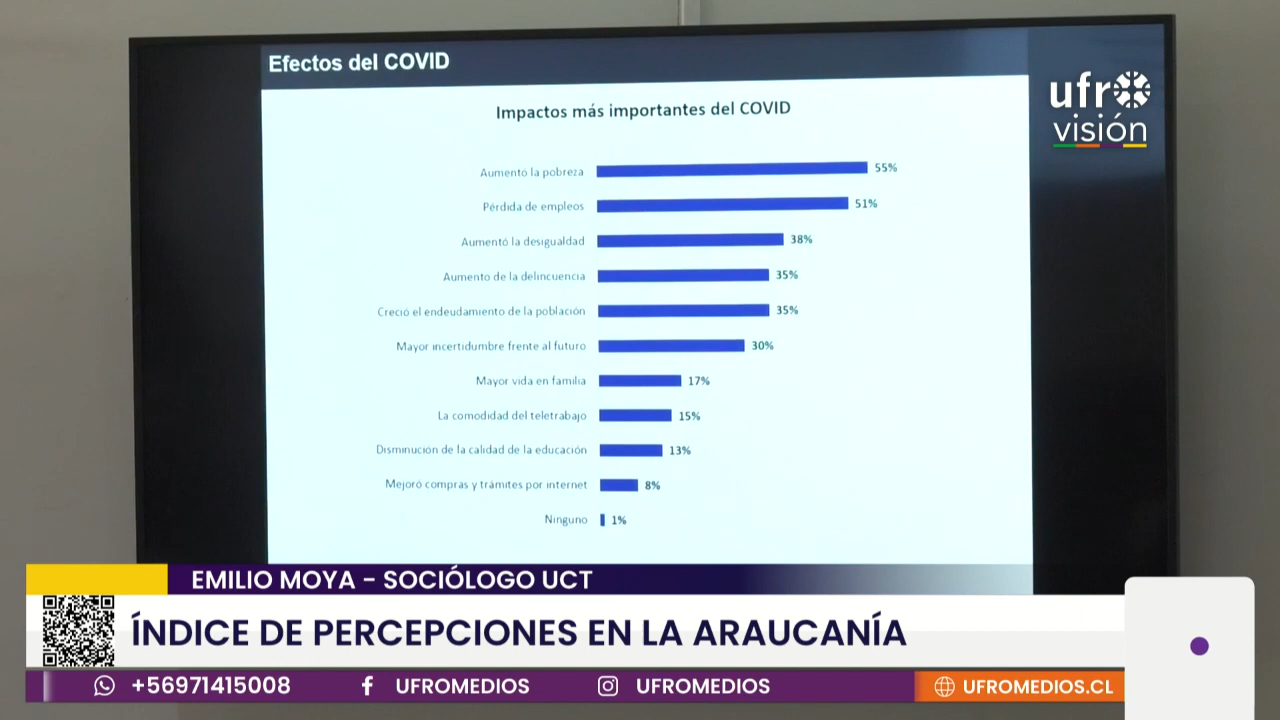 Efectos del COVID
ufro
visión
Impactos más importantes del COVID
Aumento la pobreza 55%
Pérdida de empleos 51%
Aumentó la desigualdad 38%
Aumento de la delincuencia 35%
Creció el endeudamiento de la población 35%
Mayor incertidumbre frente al futuro 30%
Mayor vida en familia 17%
La comodidad del teletrabajo 15%
Disminución de la calidad de la educación 13%
Mejoró compras y trámites por internet 8%
Ninguno 1%
EMILIO MOYA – SOCIÓLOGO UCT
ÍNDICE DE PERCEPCIONES EN LA ARAUCANÍA
+56971415008 UFROMEDIOS UFROMEDIOS UFROMEDIOS.CL